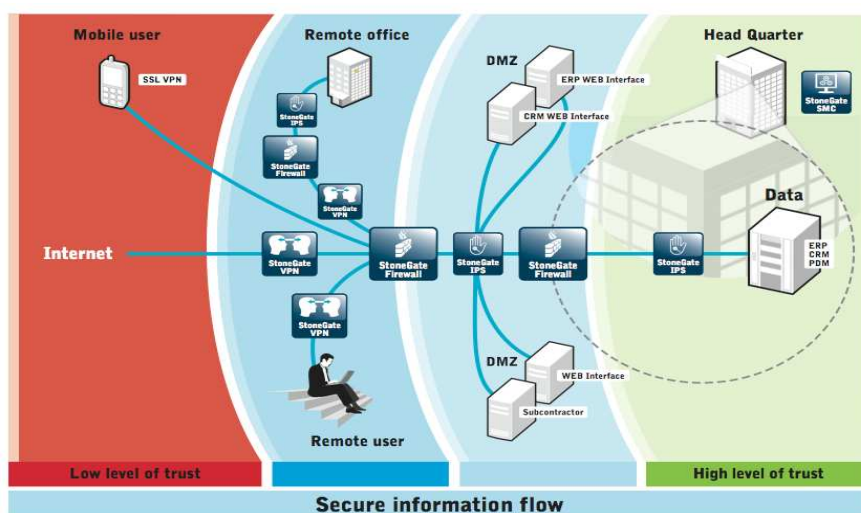 Mobile user
SSL VPN
Remote office
StoneGate
IPS
StoneGate
Firewall
StoneGate
VPN
DMZ
ERP WEB Interface
CRM WEB Interface
Head Quarter
StoneGate
SMC
Data
ERP
CRM
PDM
Internet
StoneGate
VPN
StoneGate
Firewall
StoneGate
IPS
StoneGate
Firewall
StoneGate
IPS
StoneGate
VPN
Remote user
DMZ
WEB Interface
Subcontractor
Low level of trust
High level of trust
Secure information flow